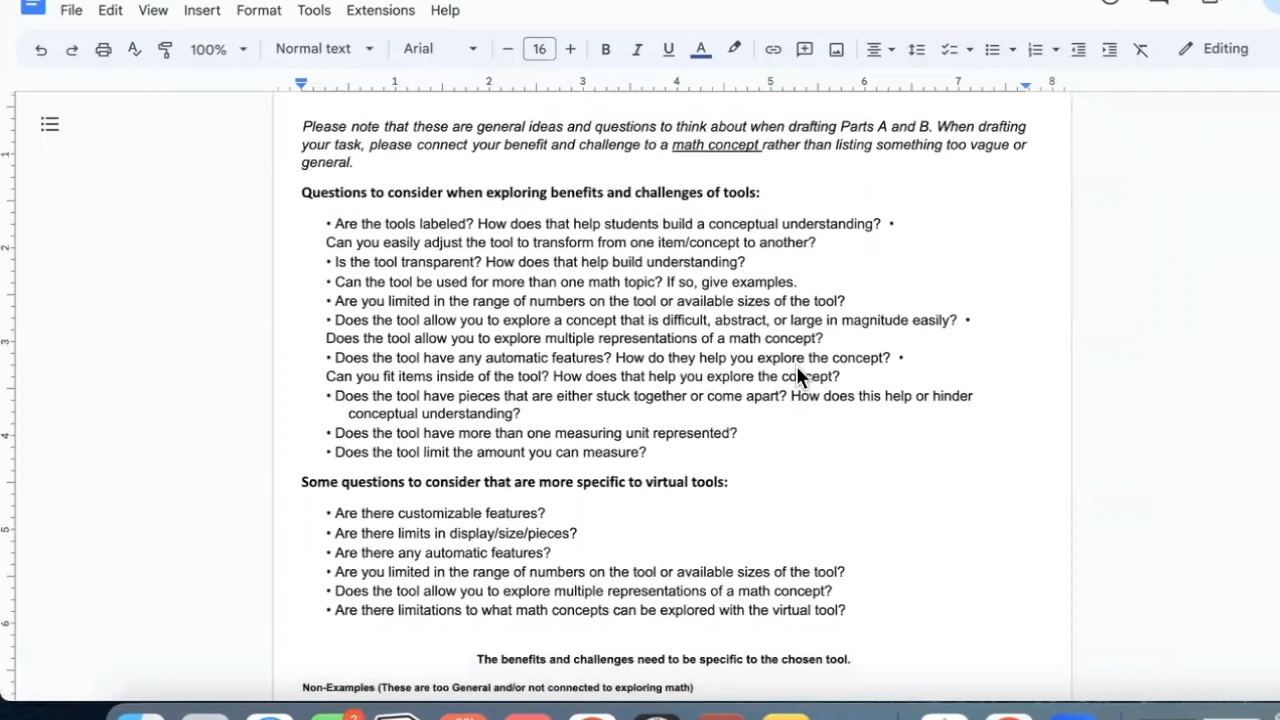 File Edit View Insert Format Tools Extensions Help
100% Normal text Arial 16 B I U A Editing
1 2 3 4 5 6 7 8
Please note that these are general ideas and questions to think about when drafting Parts A and B. When drafting
your task, please connect your benefit and challenge to a math concept rather than listing something too vague or
general.
Questions to consider when exploring benefits and challenges of tools:
• Are the tools labeled? How does that help students build a conceptual understanding? •
Can you easily adjust the tool to transform from one item/concept to another?
• Is the tool transparent? How does that help build understanding?
• Can the tool be used for more than one math topic? If so, give examples.
• Are you limited in the range of numbers on the tool or available sizes of the tool?
• Does the tool allow you to explore a concept that is difficult, abstract, or large in magnitude easily? •
Does the tool allow you to explore multiple representations of a math concept?
• Does the tool have any automatic features? How do they help you explore the concept? •
Can you fit items inside of the tool? How does that help you explore the concept?
• Does the tool have pieces that are either stuck together or come apart? How does this help or hinder
conceptual understanding?
• Does the tool have more than one measuring unit represented?
• Does the tool limit the amount you can measure?
Some questions to consider that are more specific to virtual tools:
• Are there customizable features?
• Are there limits in display/size/pieces?
• Are there any automatic features?
• Are you limited in the range of numbers on the tool or available sizes of the tool?
• Does the tool allow you to explore multiple representations of a math concept?
• Are there limitations to what math concepts can be explored with the virtual tool?
The benefits and challenges need to be specific to the chosen tool.
Non-Examples (These are too General and/or not connected to exploring math)
1
2
3
4
5
6
2